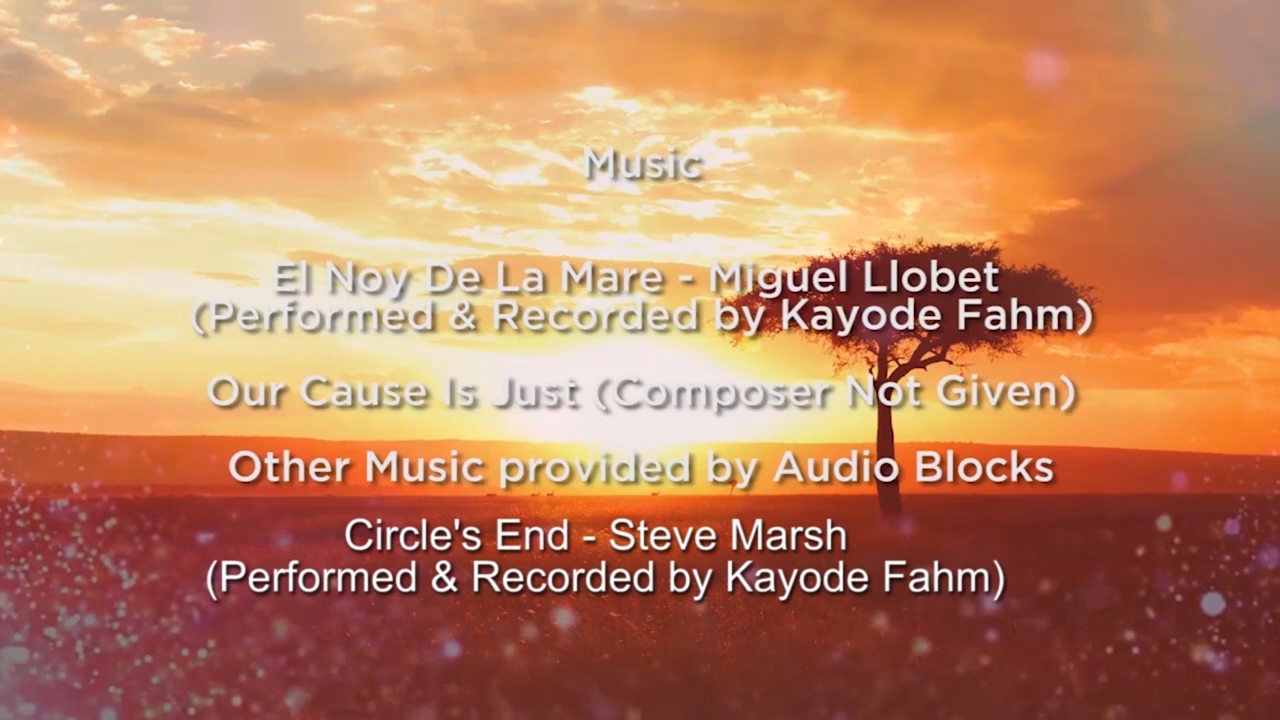 Music
El Noy De La Mare - Miguel Llobet
(Performed & Recorded by Kayode Fahm)
Our Cause Is Just (Composer Not Given)
Other Music provided by Audio Blocks
Circle's End - Steve Marsh
(Performed & Recorded by Kayode Fahm)